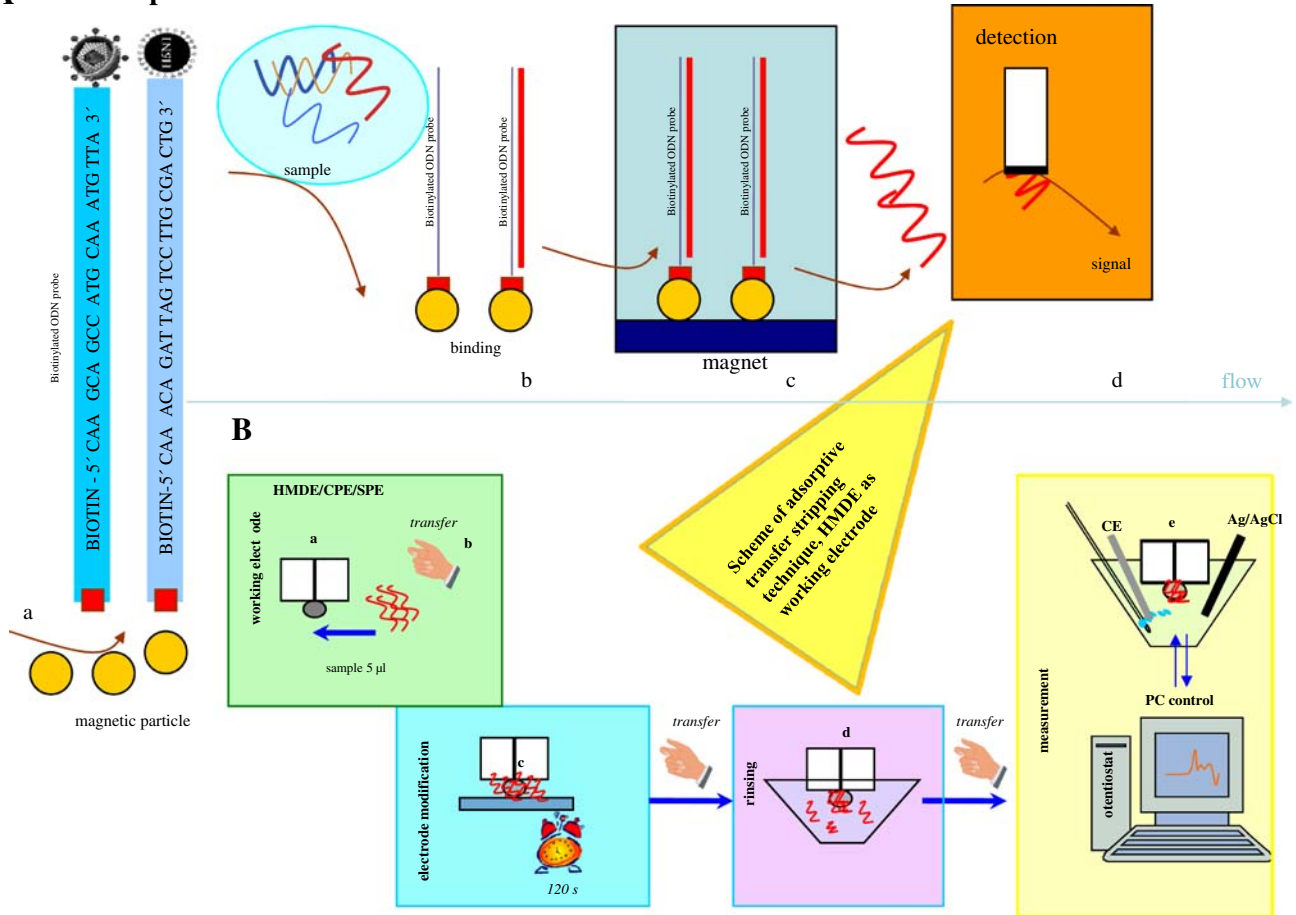 H5N1
Biotinylated ODN probe
BIOTIN - 5´ CAA GCA GCC ATG CAA ATG TTA 3´
BIOTIN-5´ CAA ACA GAT TAG TCC TTG CGA CTG 3´
a
magnetic particle
sample
Biotinylated ODN probe
Biotinylated ODN probe
binding
b
Biotinylated ODN probe
Biotinylated ODN probe
magnet
c
detection
signal
d
flow
B
HMDE/CPE/SPE
working elect ode
a
transfer
b
sample 5 µl
Scheme of adsorptive
transfer stripping
technique, HMDE as
working electrode
electrode modification
c
120 s
transfer
rinsing
d
transfer
measurement
CE
e
Ag/AgCl
PC control
otentiostat